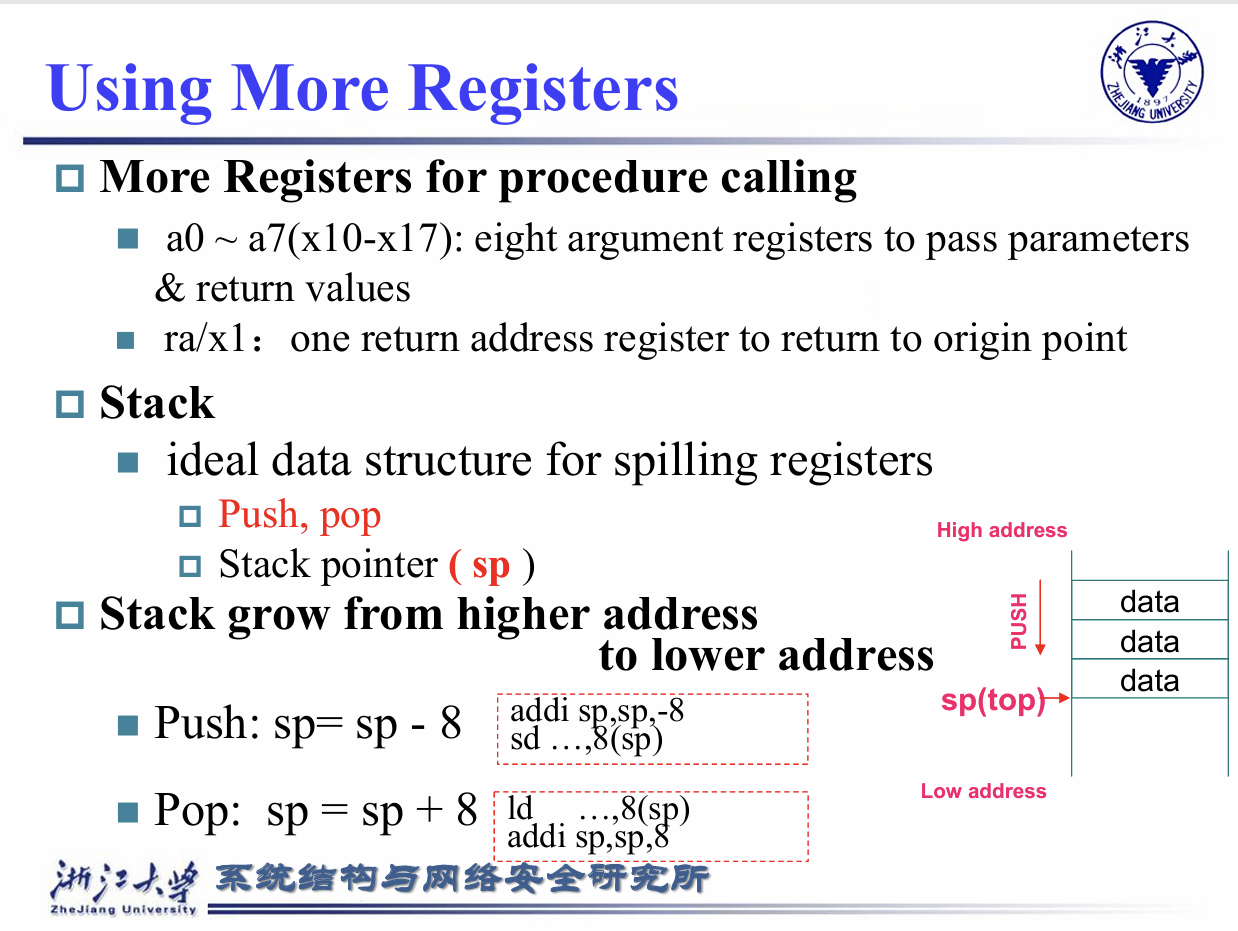 Using More Registers
浙江大学
ZHEJIANG UNIVERSITY
1897
More Registers for procedure calling
a0 ~ a7(x10-x17): eight argument registers to pass parameters
& return values
ra/x1：one return address register to return to origin point
Stack
ideal data structure for spilling registers
Push, pop
Stack pointer ( sp )
Stack grow from higher address
to lower address
Push: sp= sp - 8
addi sp,sp,-8
sd …,8(sp)
Pop: sp = sp + 8
ld …,8(sp)
addi sp,sp,8
High address
PUSH
data
data
data
sp(top)
Low address
浙江大学
ZheJiang University
系统结构与网络安全研究所